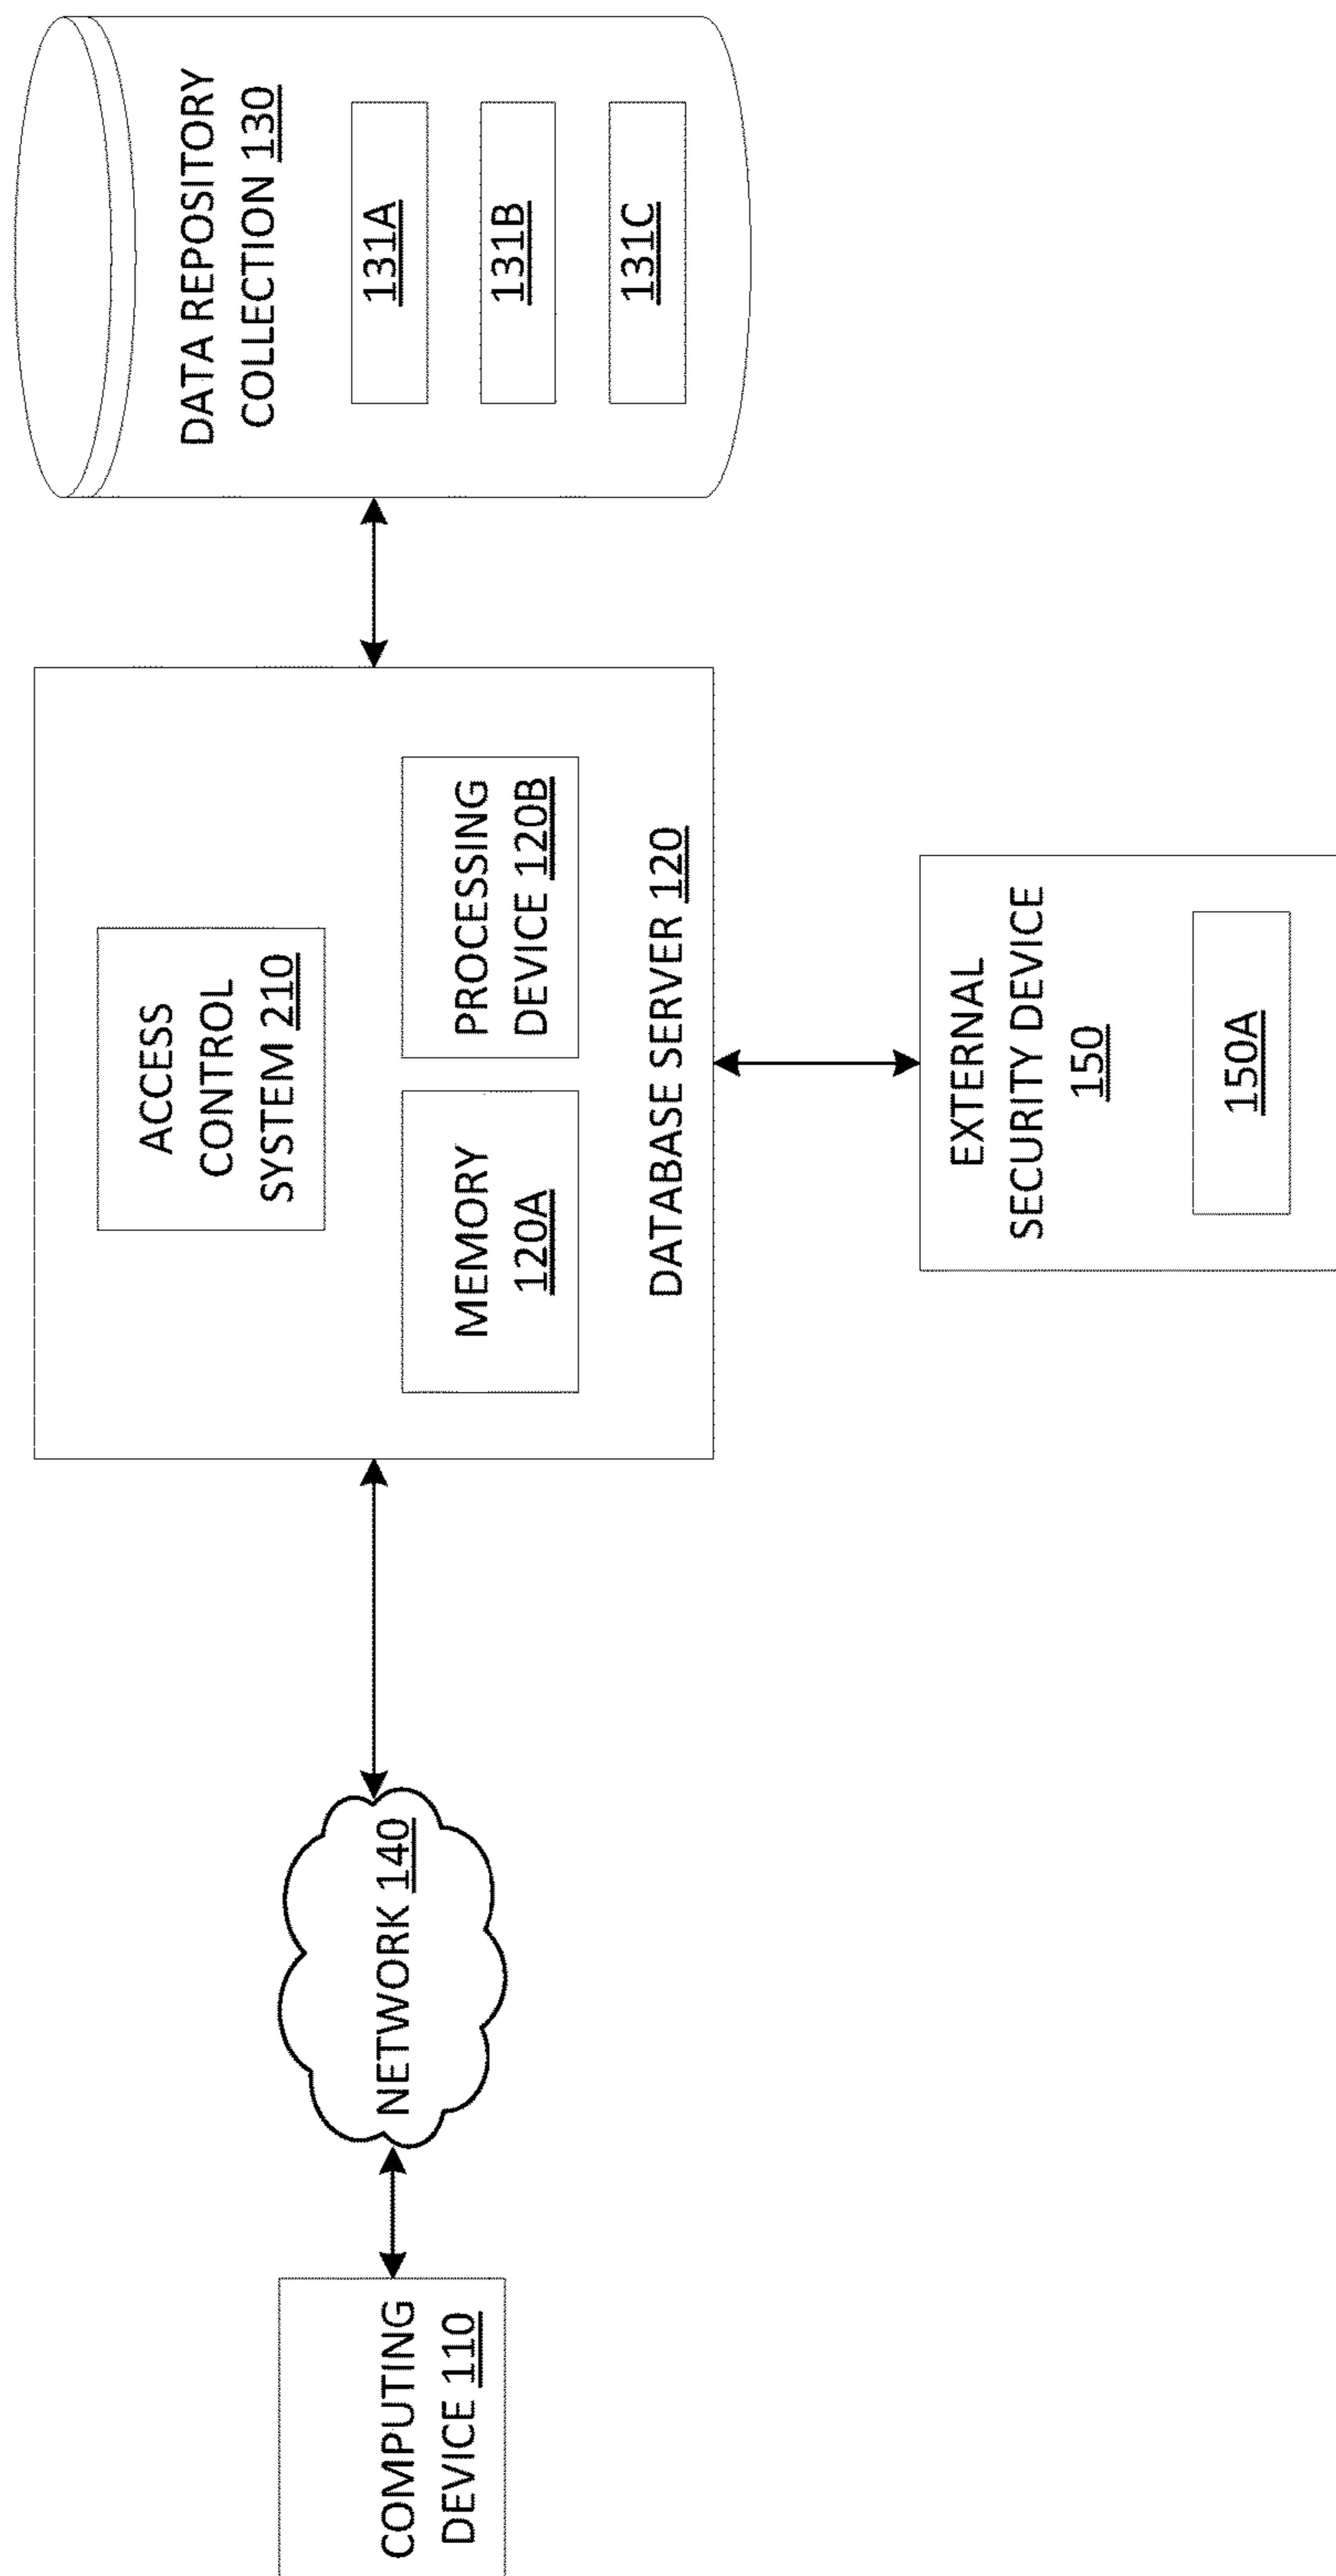 COMPUTING
DEVICE 110
NETWORK 140
ACCESS
CONTROL
SYSTEM 210
MEMORY
120A
PROCESSING
DEVICE 120B
DATABASE SERVER 120
DATA REPOSITORY
COLLECTION 130
131A
131B
131C
EXTERNAL
SECURITY DEVICE
150
150A